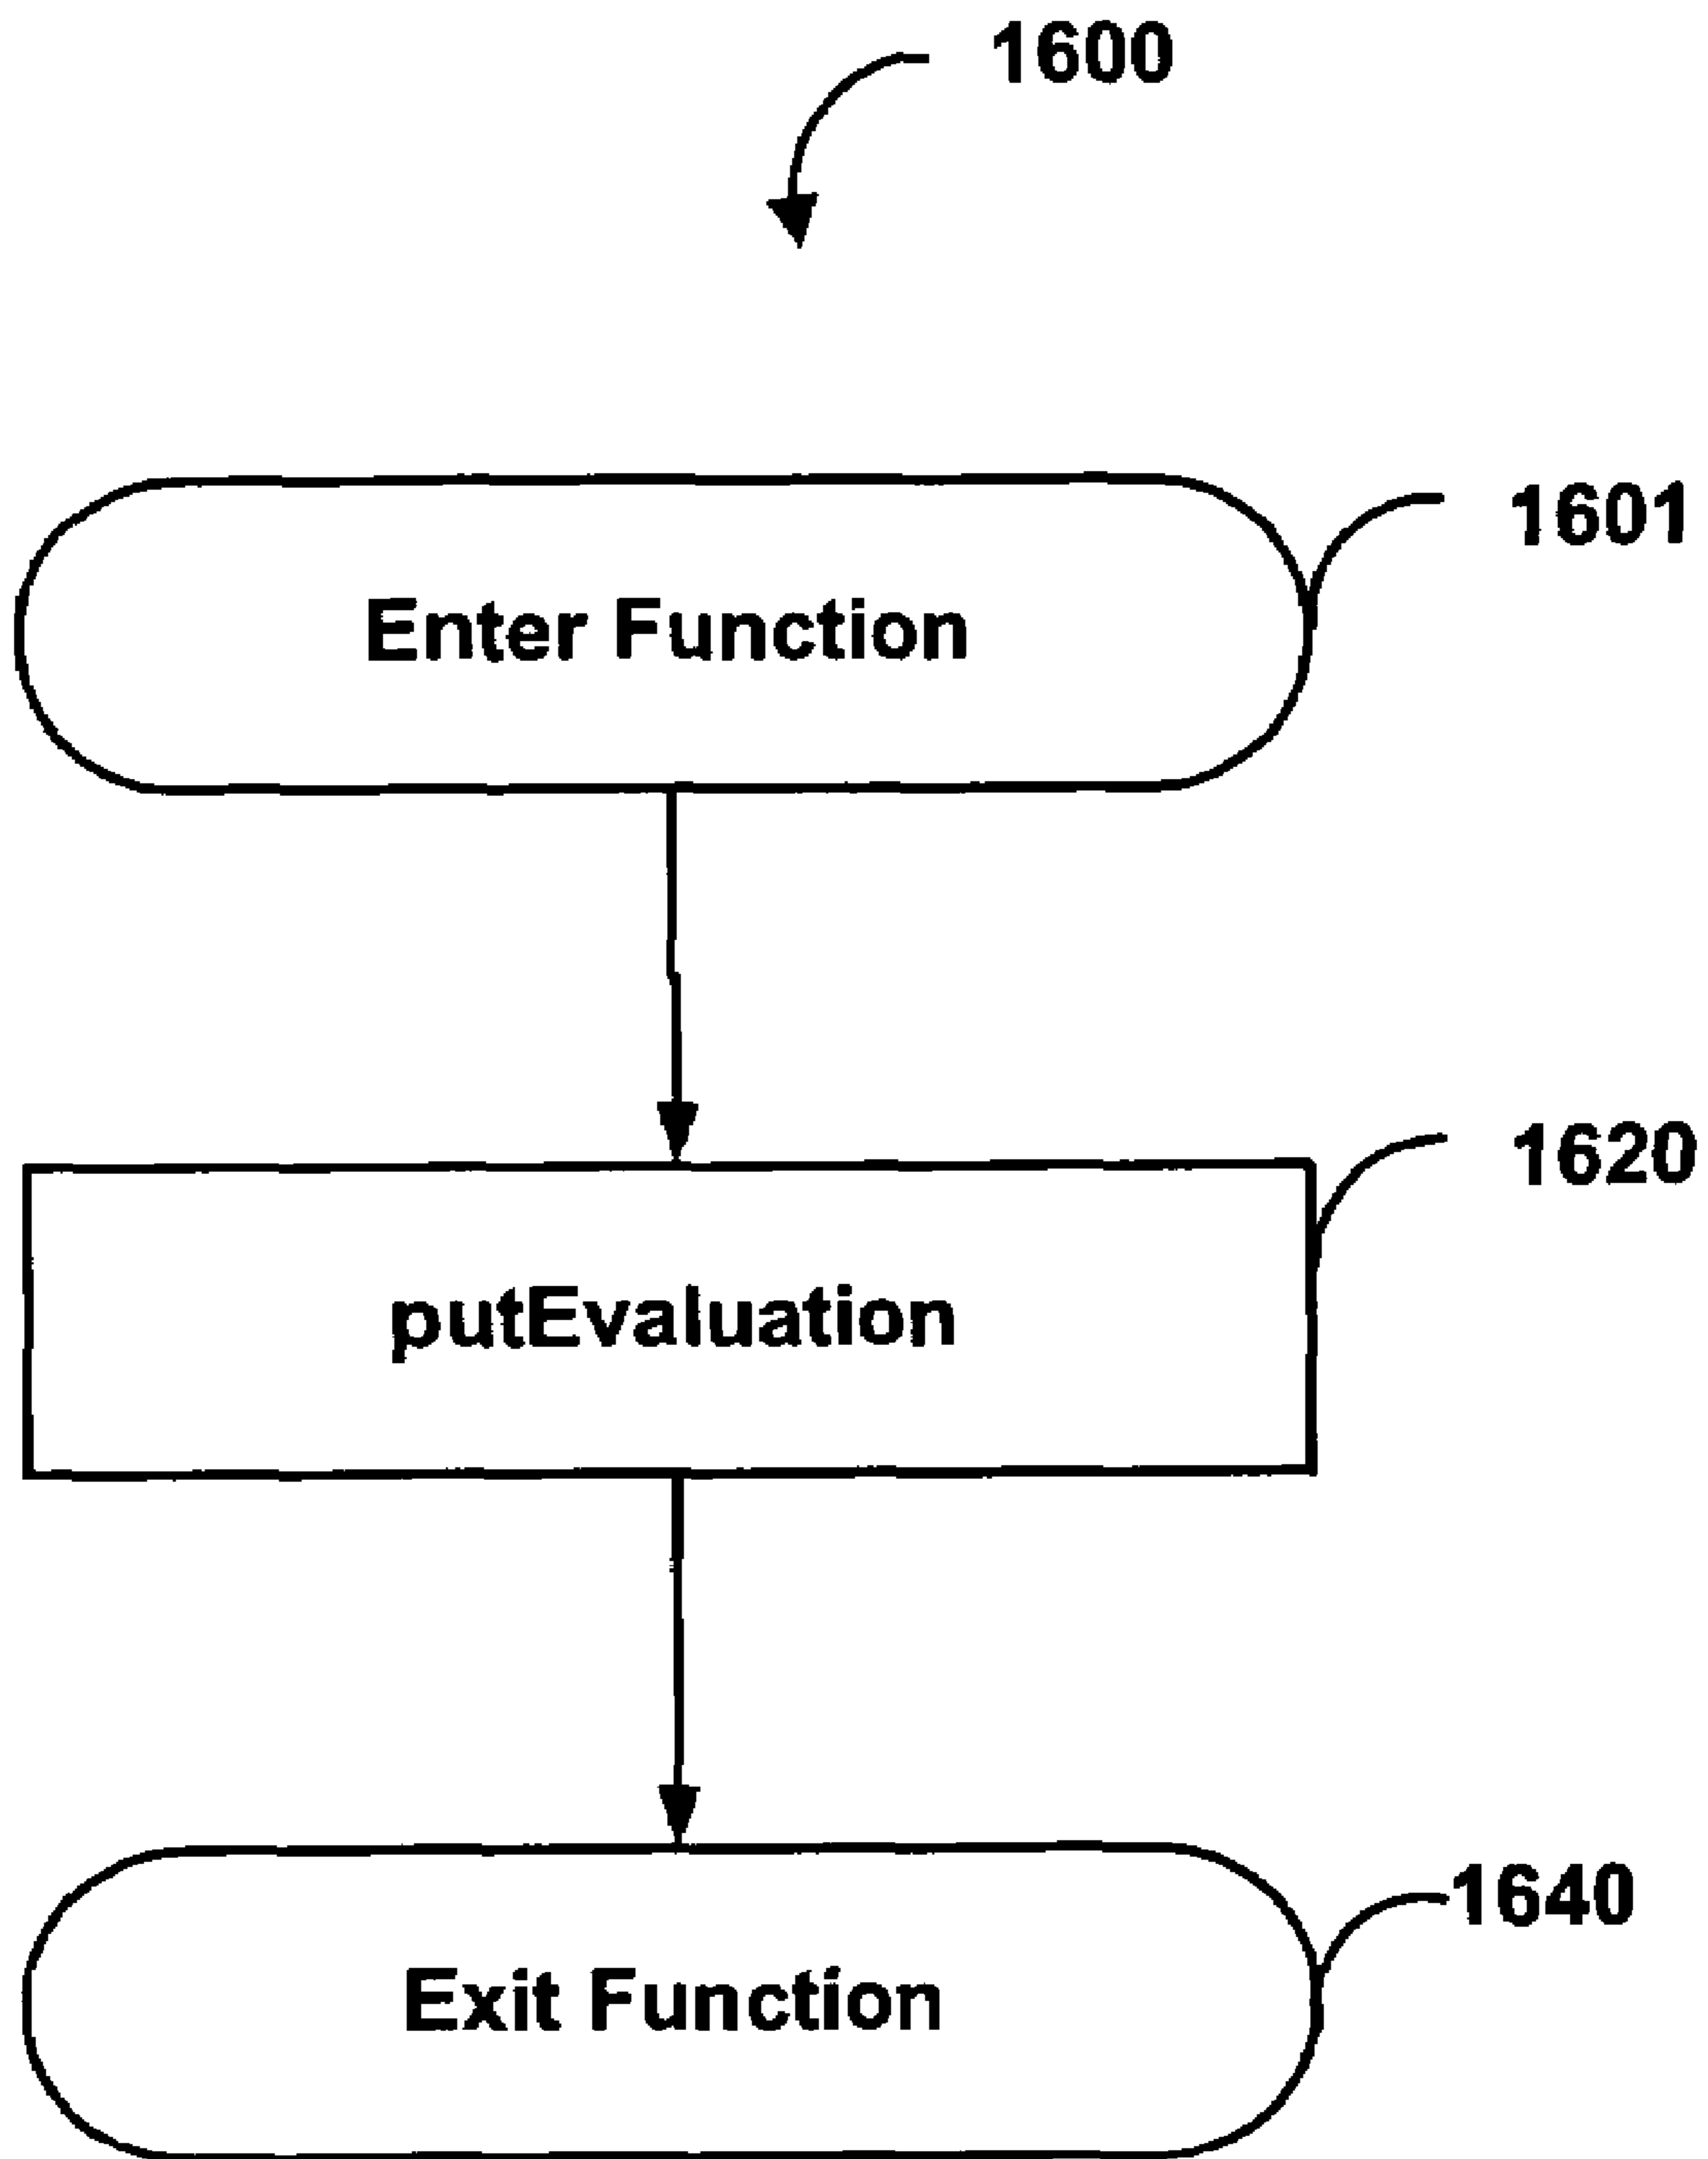 1600
1601
Enter Function
1620
putEvaluation
1640
Exit Function